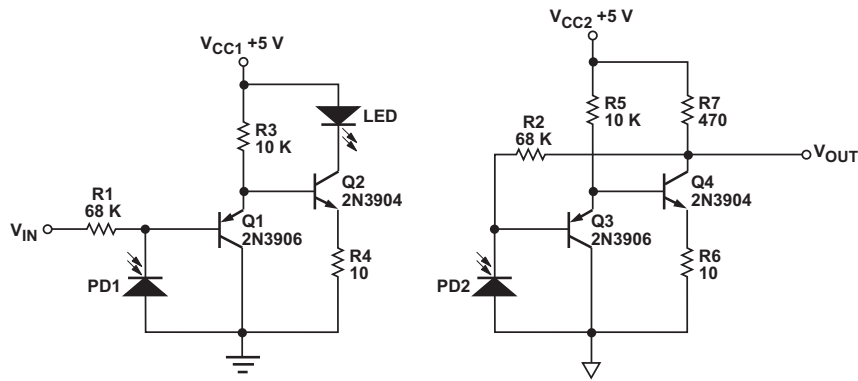 VCC1 +5 V
LED
R3
10 K
R1
68 K
VIN
Q1
2N3906
Q2
2N3904
R4
10
PD1
VCC2 +5 V
R5
10 K
R7
470
R2
68 K
VOUT
Q3
2N3906
Q4
2N3904
R6
10
PD2